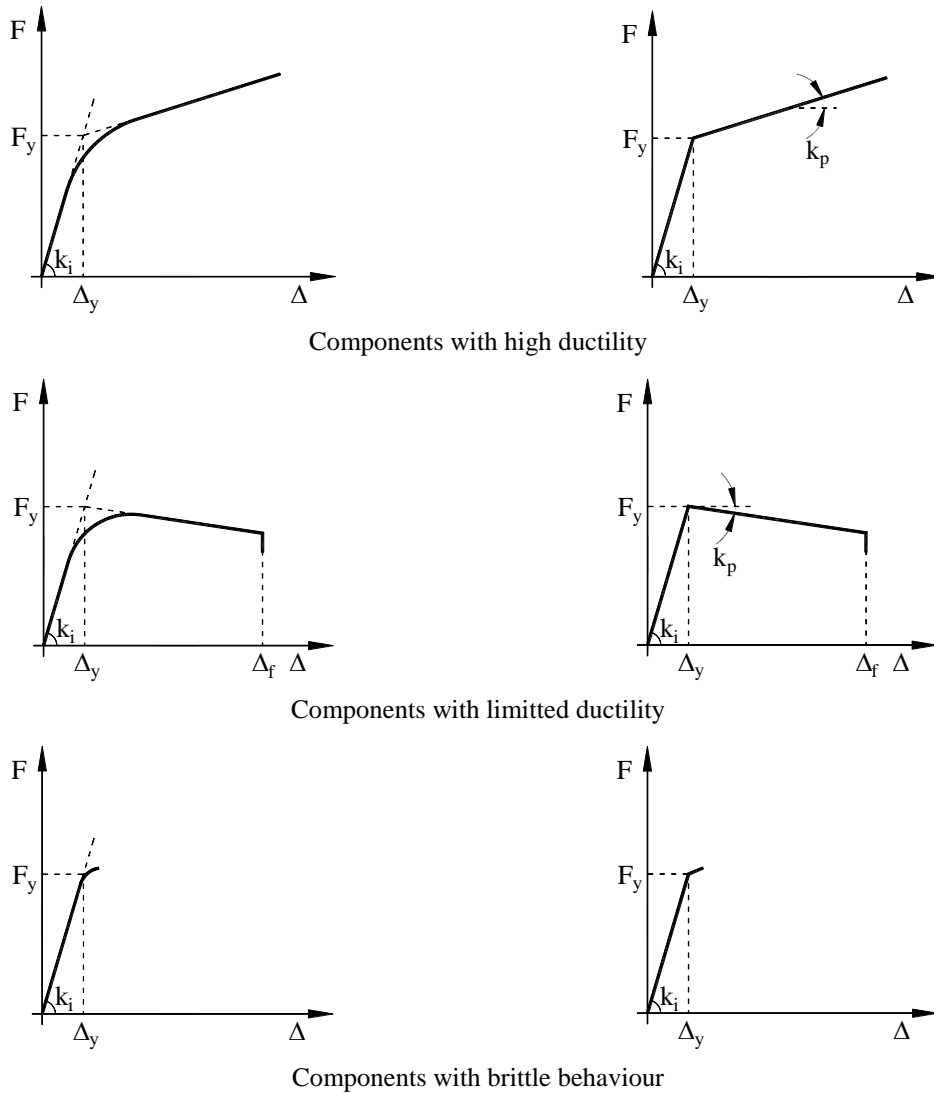 F F
F_y F_y k_p
k_i k_i
Δ_y Δ Δ_y Δ
Components with high ductility
F F
F_y F_y
k_p
k_i k_i
Δ_y Δ_f Δ Δ_y Δ_f Δ
Components with limitted ductility
F F
F_y F_y
k_i k_i
Δ_y Δ Δ_y Δ
Components with brittle behaviour